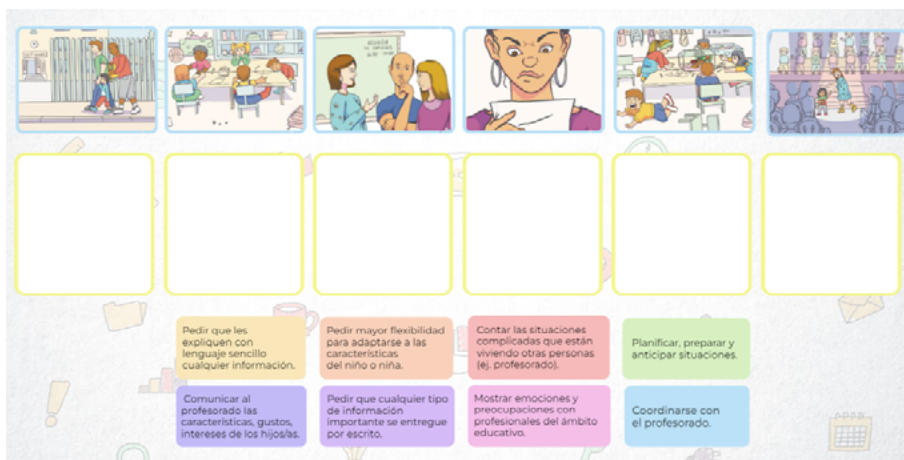 Pedir que les
expliquen con
lenguaje sencillo
cualquier información.
Pedir mayor flexibilidad
para adaptarse a las
características
del niño o niña.
Contar las situaciones
complicadas que están
viviendo otras personas
(ej. profesorado).
Planificar, preparar y
anticipar situaciones.
Comunicar al
profesorado las
características, gustos,
intereses de los hijos/as.
Pedir que cualquier tipo
de información
importante se entregue
por escrito.
Mostrar emociones y
preocupaciones con
profesionales del ámbito
educativo.
Coordinarse con
el profesorado.